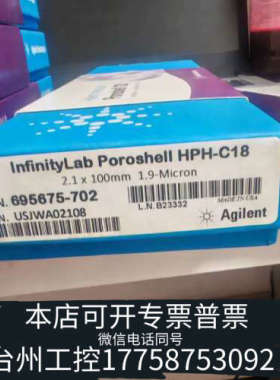 InfinityLab Poroshell HPH-C18
2.1 x 100mm 1.9-Micron
N. 695675-702
L.N. B23332
MADE IN USA
N. USJWA02108
Agilent
本店可开专票普票
微信电话同号
台州工控17758753092